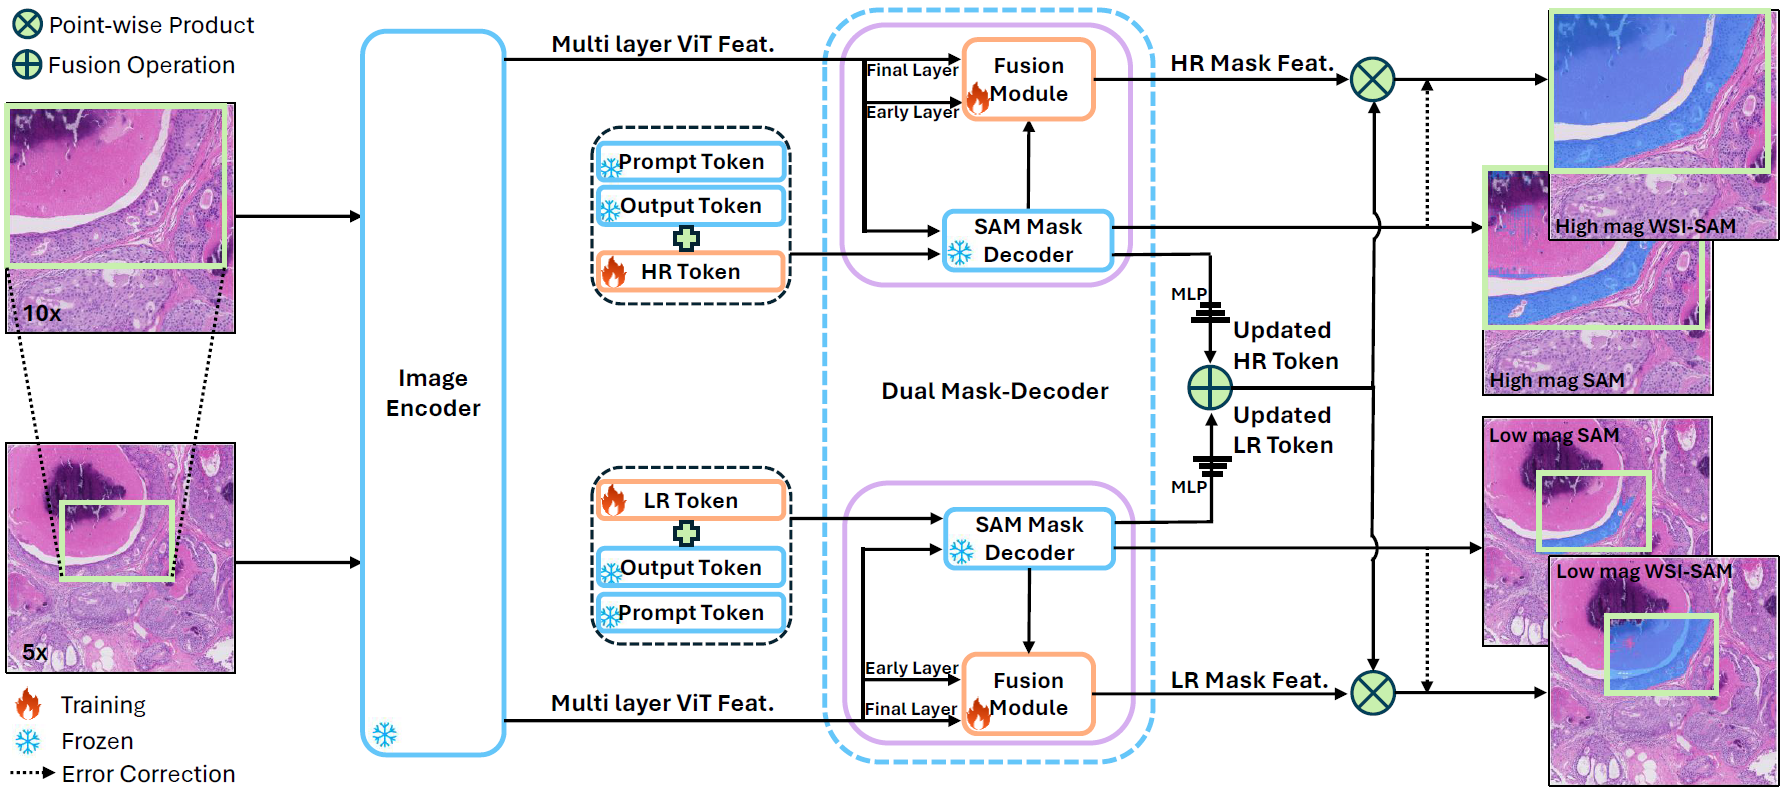 Point-wise Product
Fusion Operation
10x
5x
Training
Frozen
Error Correction
Image
Encoder
Multi layer ViT Feat.
Prompt Token
Output Token
HR Token
Final Layer
Early Layer
Fusion
Module
SAM Mask
Decoder
HR Mask Feat.
MLP
Updated
HR Token
Dual Mask-Decoder
Updated
LR Token
MLP
LR Token
Output Token
Prompt Token
SAM Mask
Decoder
Early Layer
Final Layer
Fusion
Module
Multi layer ViT Feat.
LR Mask Feat.
High mag WSI-SAM
High mag SAM
Low mag SAM
Low mag WSI-SAM